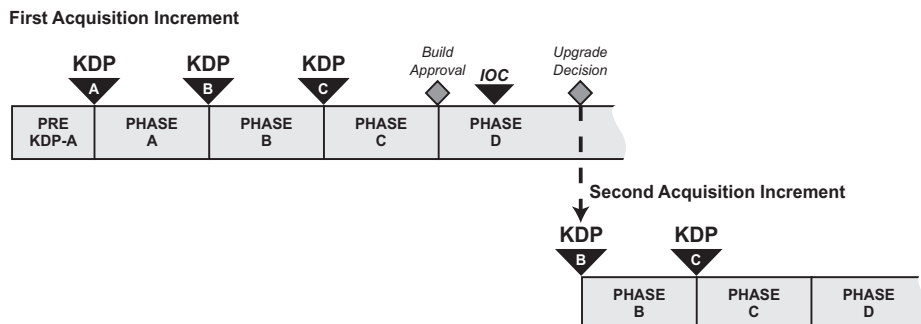 First Acquisition Increment
KDP
A
KDP
B
KDP
C
Build
Approval
IOC
Upgrade
Decision
PRE
KDP-A
PHASE
A
PHASE
B
PHASE
C
PHASE
D
Second Acquisition Increment
KDP
B
KDP
C
PHASE
B
PHASE
C
PHASE
D